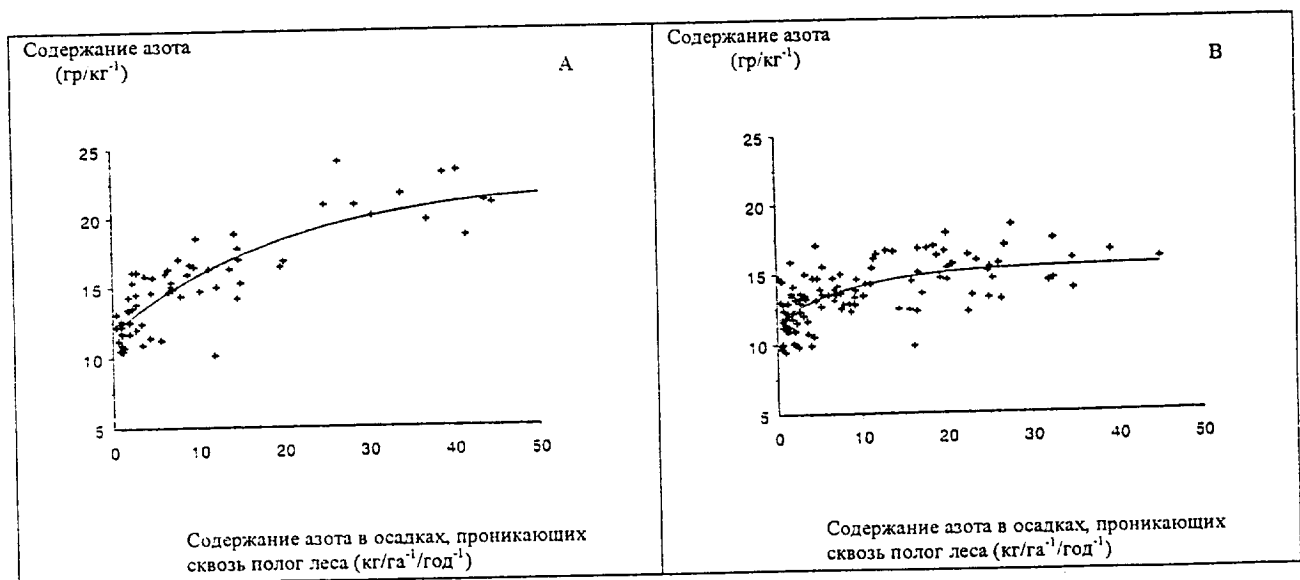 Содержание азота
(гр/кг⁻¹)
A
25
20
15
10
5
0 10 20 30 40 50
Содержание азота в осадках, проникающих
сквозь полог леса (кг/га⁻¹/год⁻¹)
Содержание азота
(гр/кг⁻¹)
B
25
20
15
10
5
0 10 20 30 40 50
Содержание азота в осадках, проникающих
сквозь полог леса (кг/га⁻¹/год⁻¹)